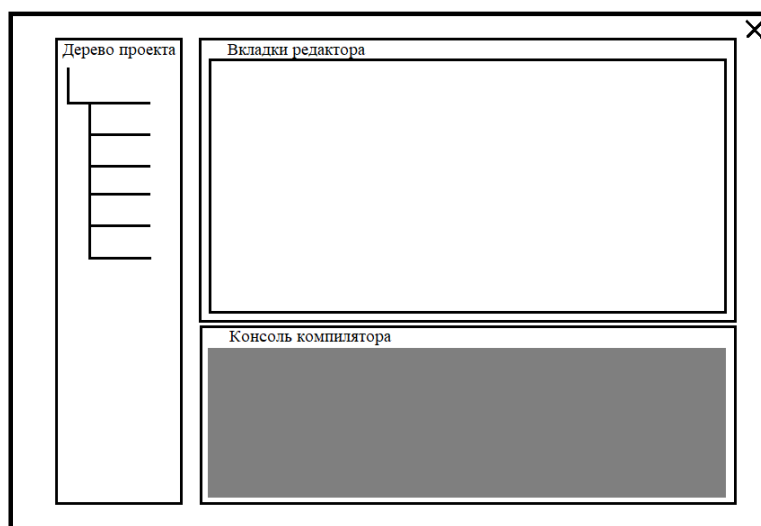 Дерево проекта
Вкладки редактора
Консоль компилятора